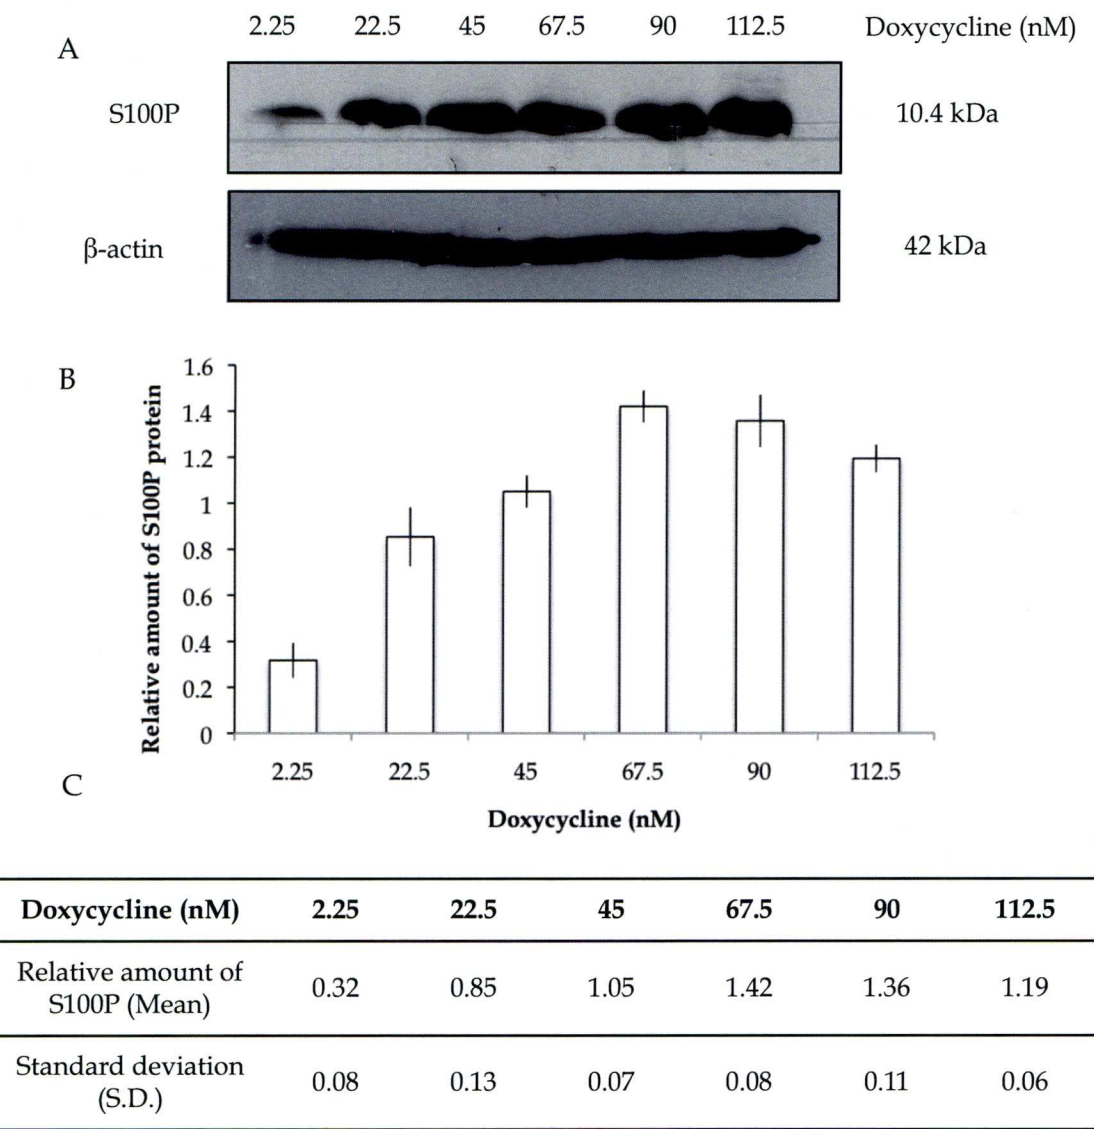 2.25 22.5 45 67.5 90 112.5 Doxycycline (nM)
A
S100P 10.4 kDa
β-actin 42 kDa
B
Relative amount of S100P protein
1.6
1.4
1.2
1
0.8
0.6
0.4
0.2
0
2.25 22.5 45 67.5 90 112.5
C
Doxycycline (nM)
Doxycycline (nM) 2.25 22.5 45 67.5 90 112.5
Relative amount of
S100P (Mean) 0.32 0.85 1.05 1.42 1.36 1.19
Standard deviation
(S.D.) 0.08 0.13 0.07 0.08 0.11 0.06